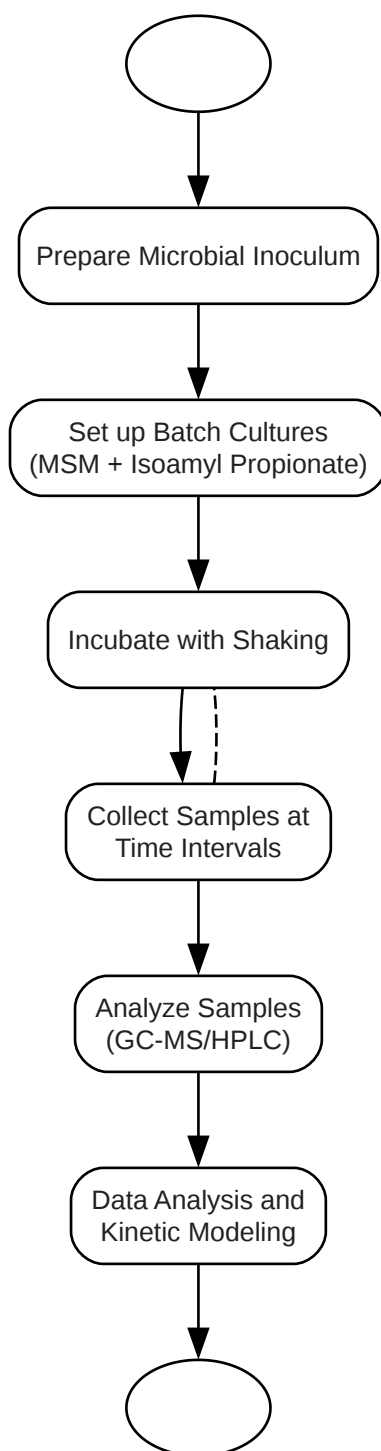 Prepare Microbial Inoculum
Set up Batch Cultures
(MSM + Isoamyl Propionate)
Incubate with Shaking
Collect Samples at
Time Intervals
Analyze Samples
(GC-MS/HPLC)
Data Analysis and
Kinetic Modeling